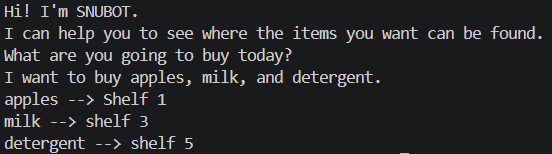 Hi! I'm SNUBOT.
I can help you to see where the items you want can be found.
What are you going to buy today?
I want to buy apples, milk, and detergent.
apples --> Shelf 1
milk --> shelf 3
detergent --> shelf 5